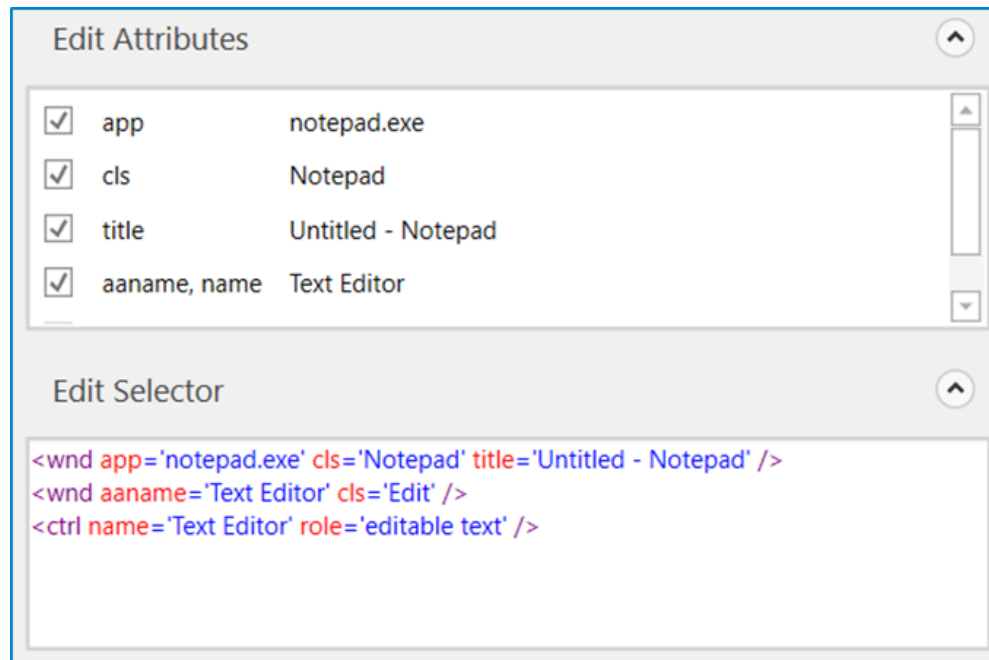 Edit Attributes
app notepad.exe
cls Notepad
title Untitled - Notepad
aaname, name Text Editor
Edit Selector
<wnd app='notepad.exe' cls='Notepad' title='Untitled - Notepad' />
<wnd aaname='Text Editor' cls='Edit' />
<ctrl name='Text Editor' role='editable text' />